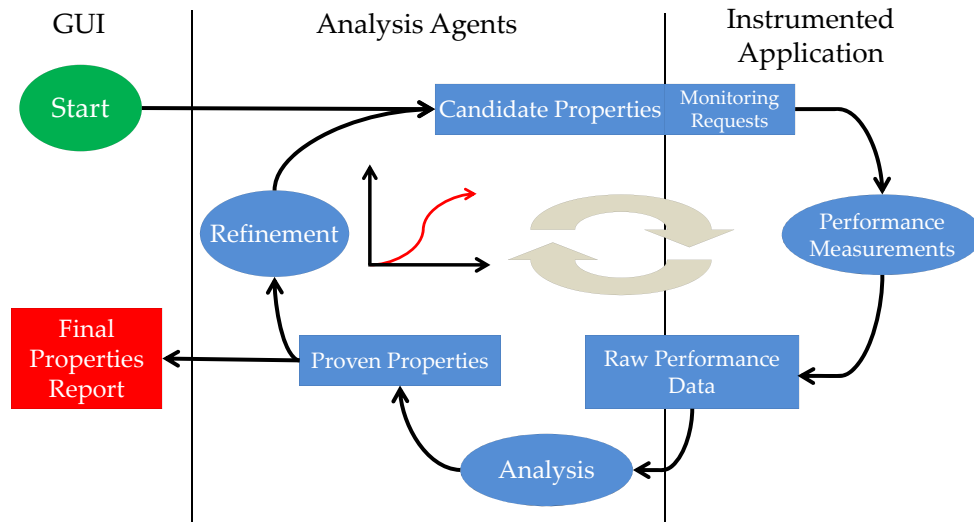 GUI
Analysis Agents
Instrumented
Application
Start
Candidate Properties
Monitoring
Requests
Refinement
Performance
Measurements
Final
Properties
Report
Proven Properties
Raw Performance
Data
Analysis